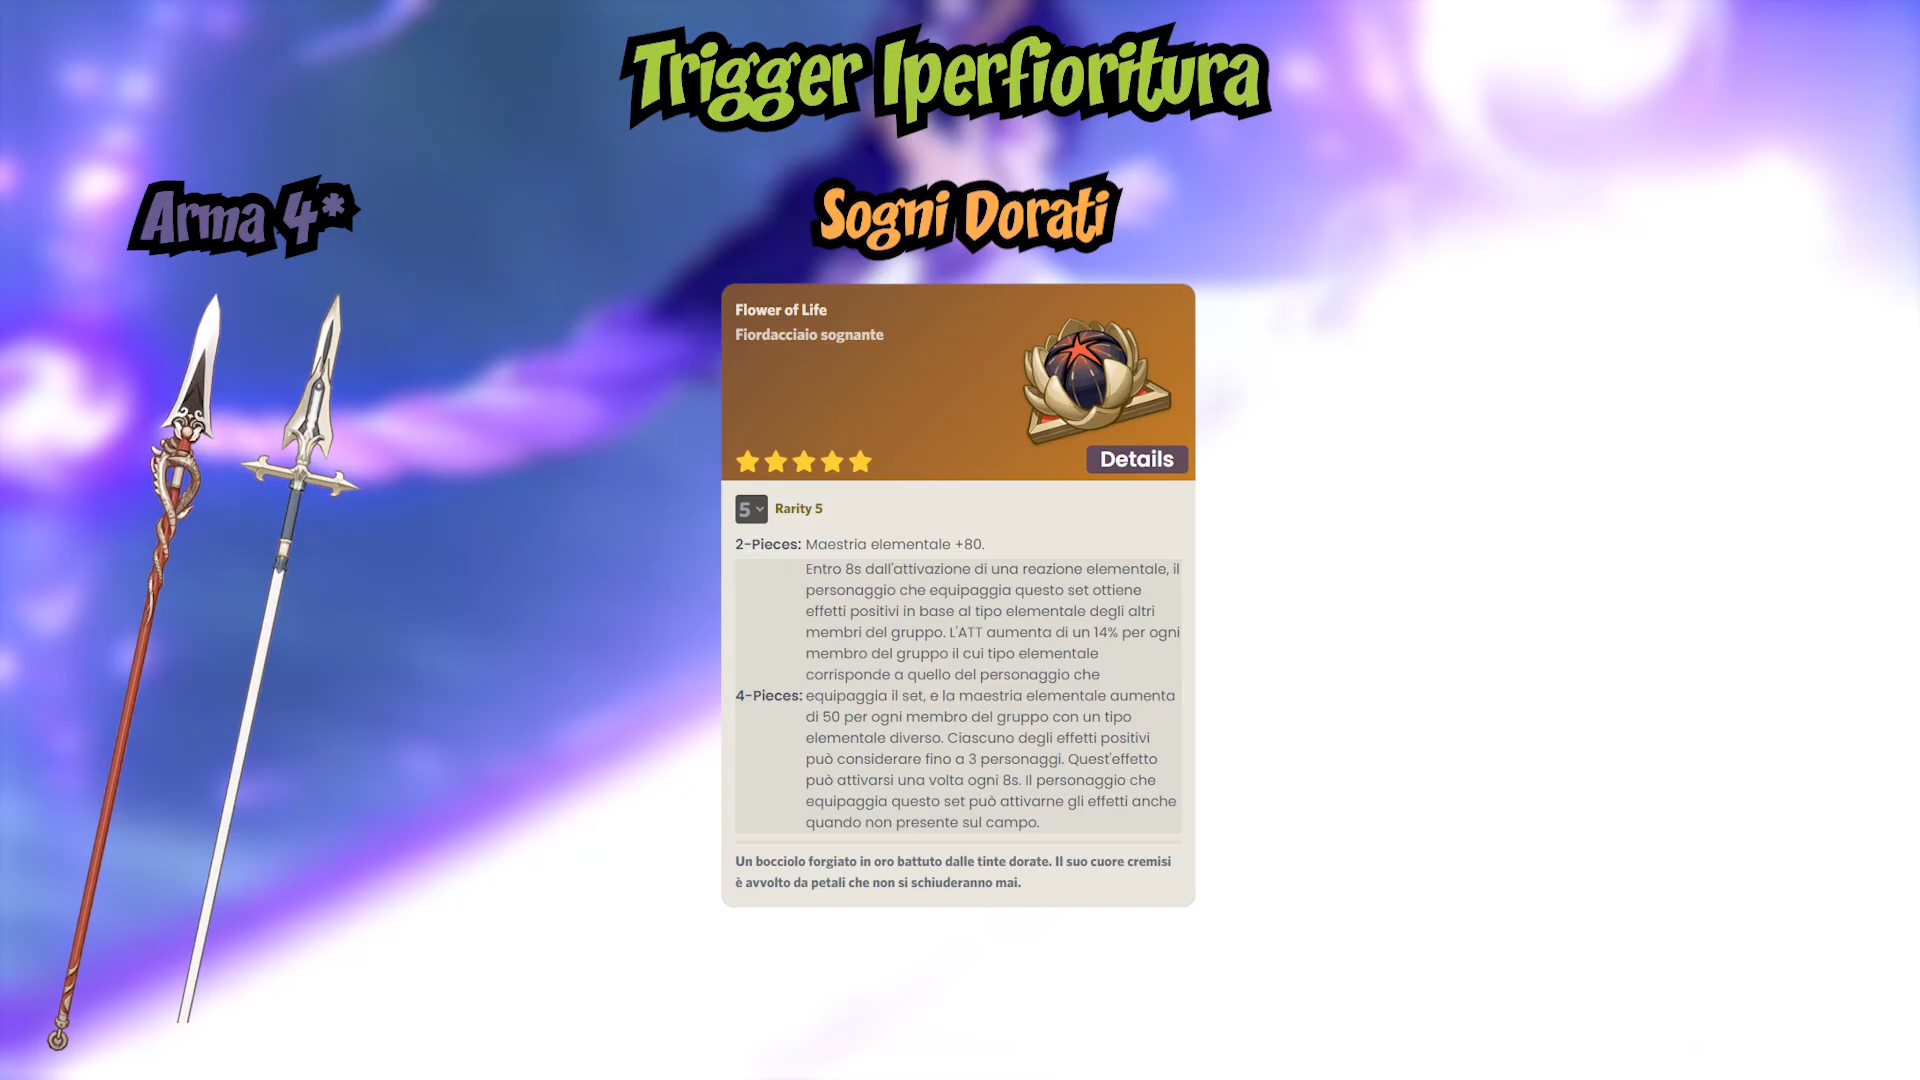 Trigger Iperfioritura
Arma 4*
Sogni Dorati
Flower of Life
Fiordacciaio sognante
Details
5 Rarity 5
2-Pieces: Maestria elementale +80.
Entro 8s dall'attivazione di una reazione elementale, il
personaggio che equipaggia questo set ottiene
effetti positivi in base al tipo elementale degli altri
membri del gruppo. L'ATT aumenta di un 14% per ogni
membro del gruppo il cui tipo elementale
corrisponde a quello del personaggio che
4-Pieces: equipaggia il set, e la maestria elementale aumenta
di 50 per ogni membro del gruppo con un tipo
elementale diverso. Ciascuno degli effetti positivi
può considerare fino a 3 personaggi. Quest'effetto
può attivarsi una volta ogni 8s. Il personaggio che
equipaggia questo set può attivarne gli effetti anche
quando non presente sul campo.
Un bocciolo forgiato in oro battuto dalle tinte dorate. Il suo cuore cremisi
è avvolto da petali che non si schiuderanno mai.